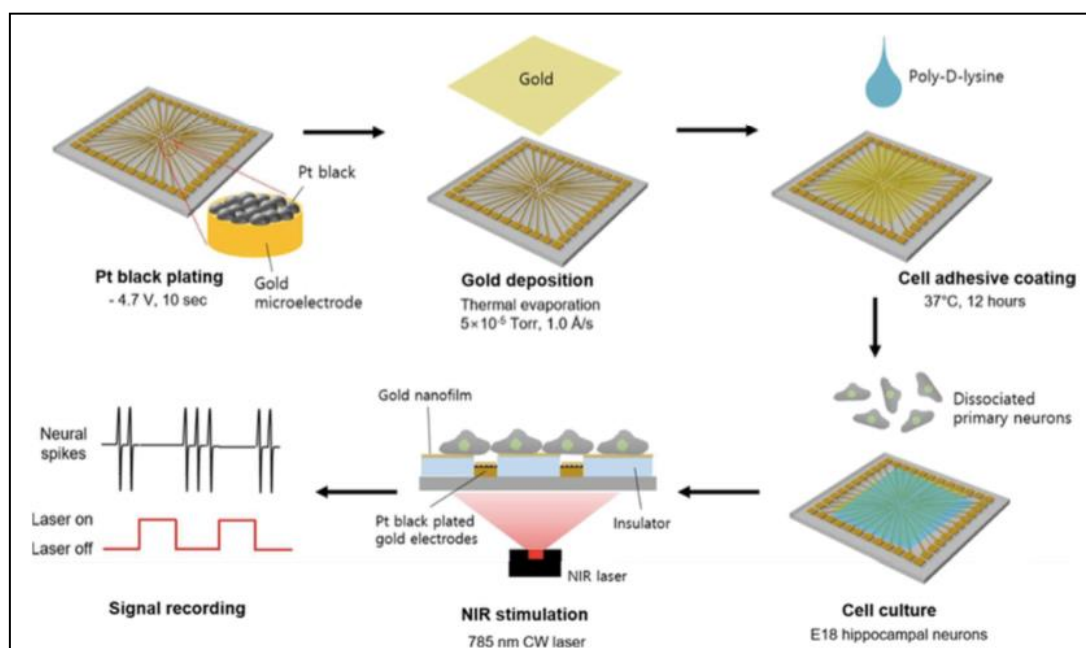 Gold
Poly-D-lysine
Pt black
Gold
microelectrode
Pt black plating
- 4.7 V, 10 sec
Gold deposition
Thermal evaporation
5×10⁻⁵ Torr, 1.0 Å/s
Cell adhesive coating
37°C, 12 hours
Dissociated
primary neurons
Cell culture
E18 hippocampal neurons
Gold nanofilm
Pt black plated
gold electrodes
Insulator
NIR laser
NIR stimulation
785 nm CW laser
Neural
spikes
Laser on
Laser off
Signal recording